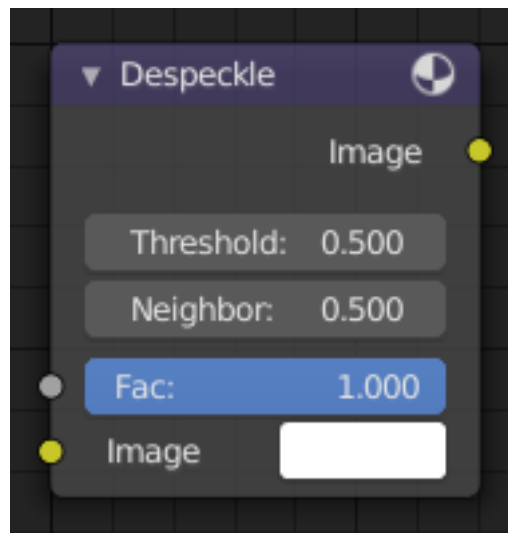 Despeckle
Image
Threshold: 0.500
Neighbor: 0.500
Fac: 1.000
Image